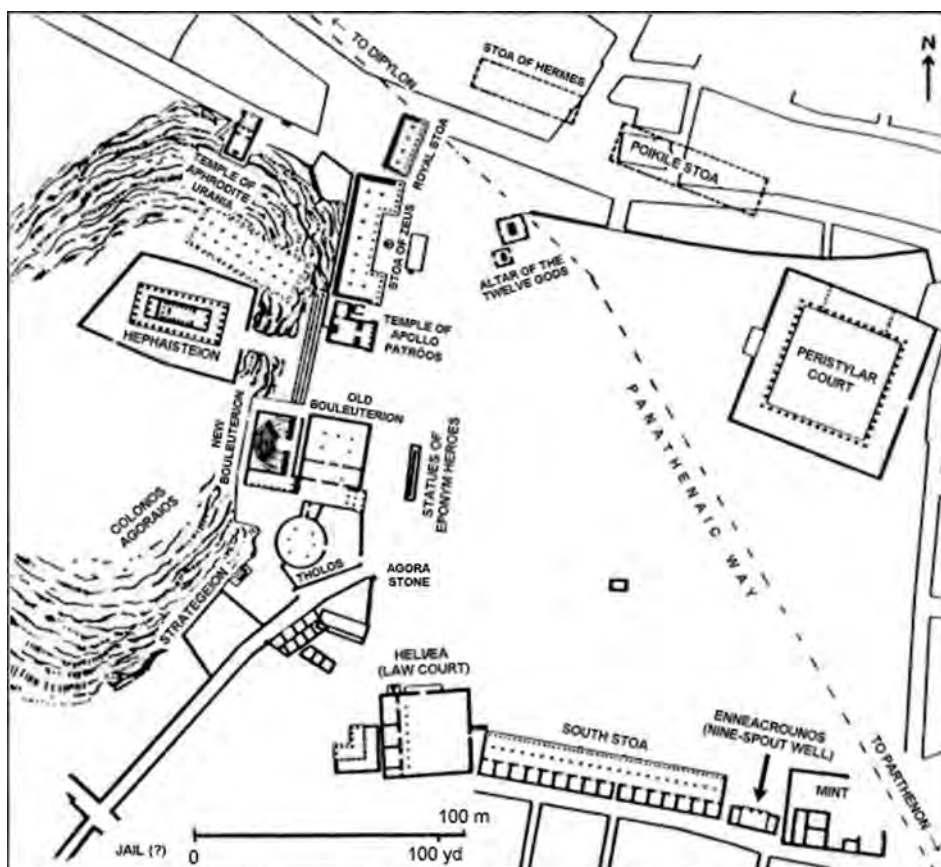 TO DIPYLON
STOA OF HERMES
N
ROYAL STOA
POIKILE STOA
TEMPLE OF
APHRODITE
URANIA
STOA OF ZEUS
ALTAR OF THE
TWELVE GODS
TEMPLE OF
APOLLO
PATRÓOS
HEPHAISTEION
PERISTYLAR
COURT
OLD
BOULEUTERION
NEW
BOULEUTERION
STATUES OF
EPONYM HEROES
PANATHENAIC WAY
COLONOS
AGORAIOS
THOLOS
AGORA
STONE
STRATEGEION
HELIÆA
(LAW COURT)
SOUTH STOA
ENNEACROUNOS
(NINE-SPOUT WELL)
TO PARTHENON
MINT
100 m
JAIL (?)
0
100 yd